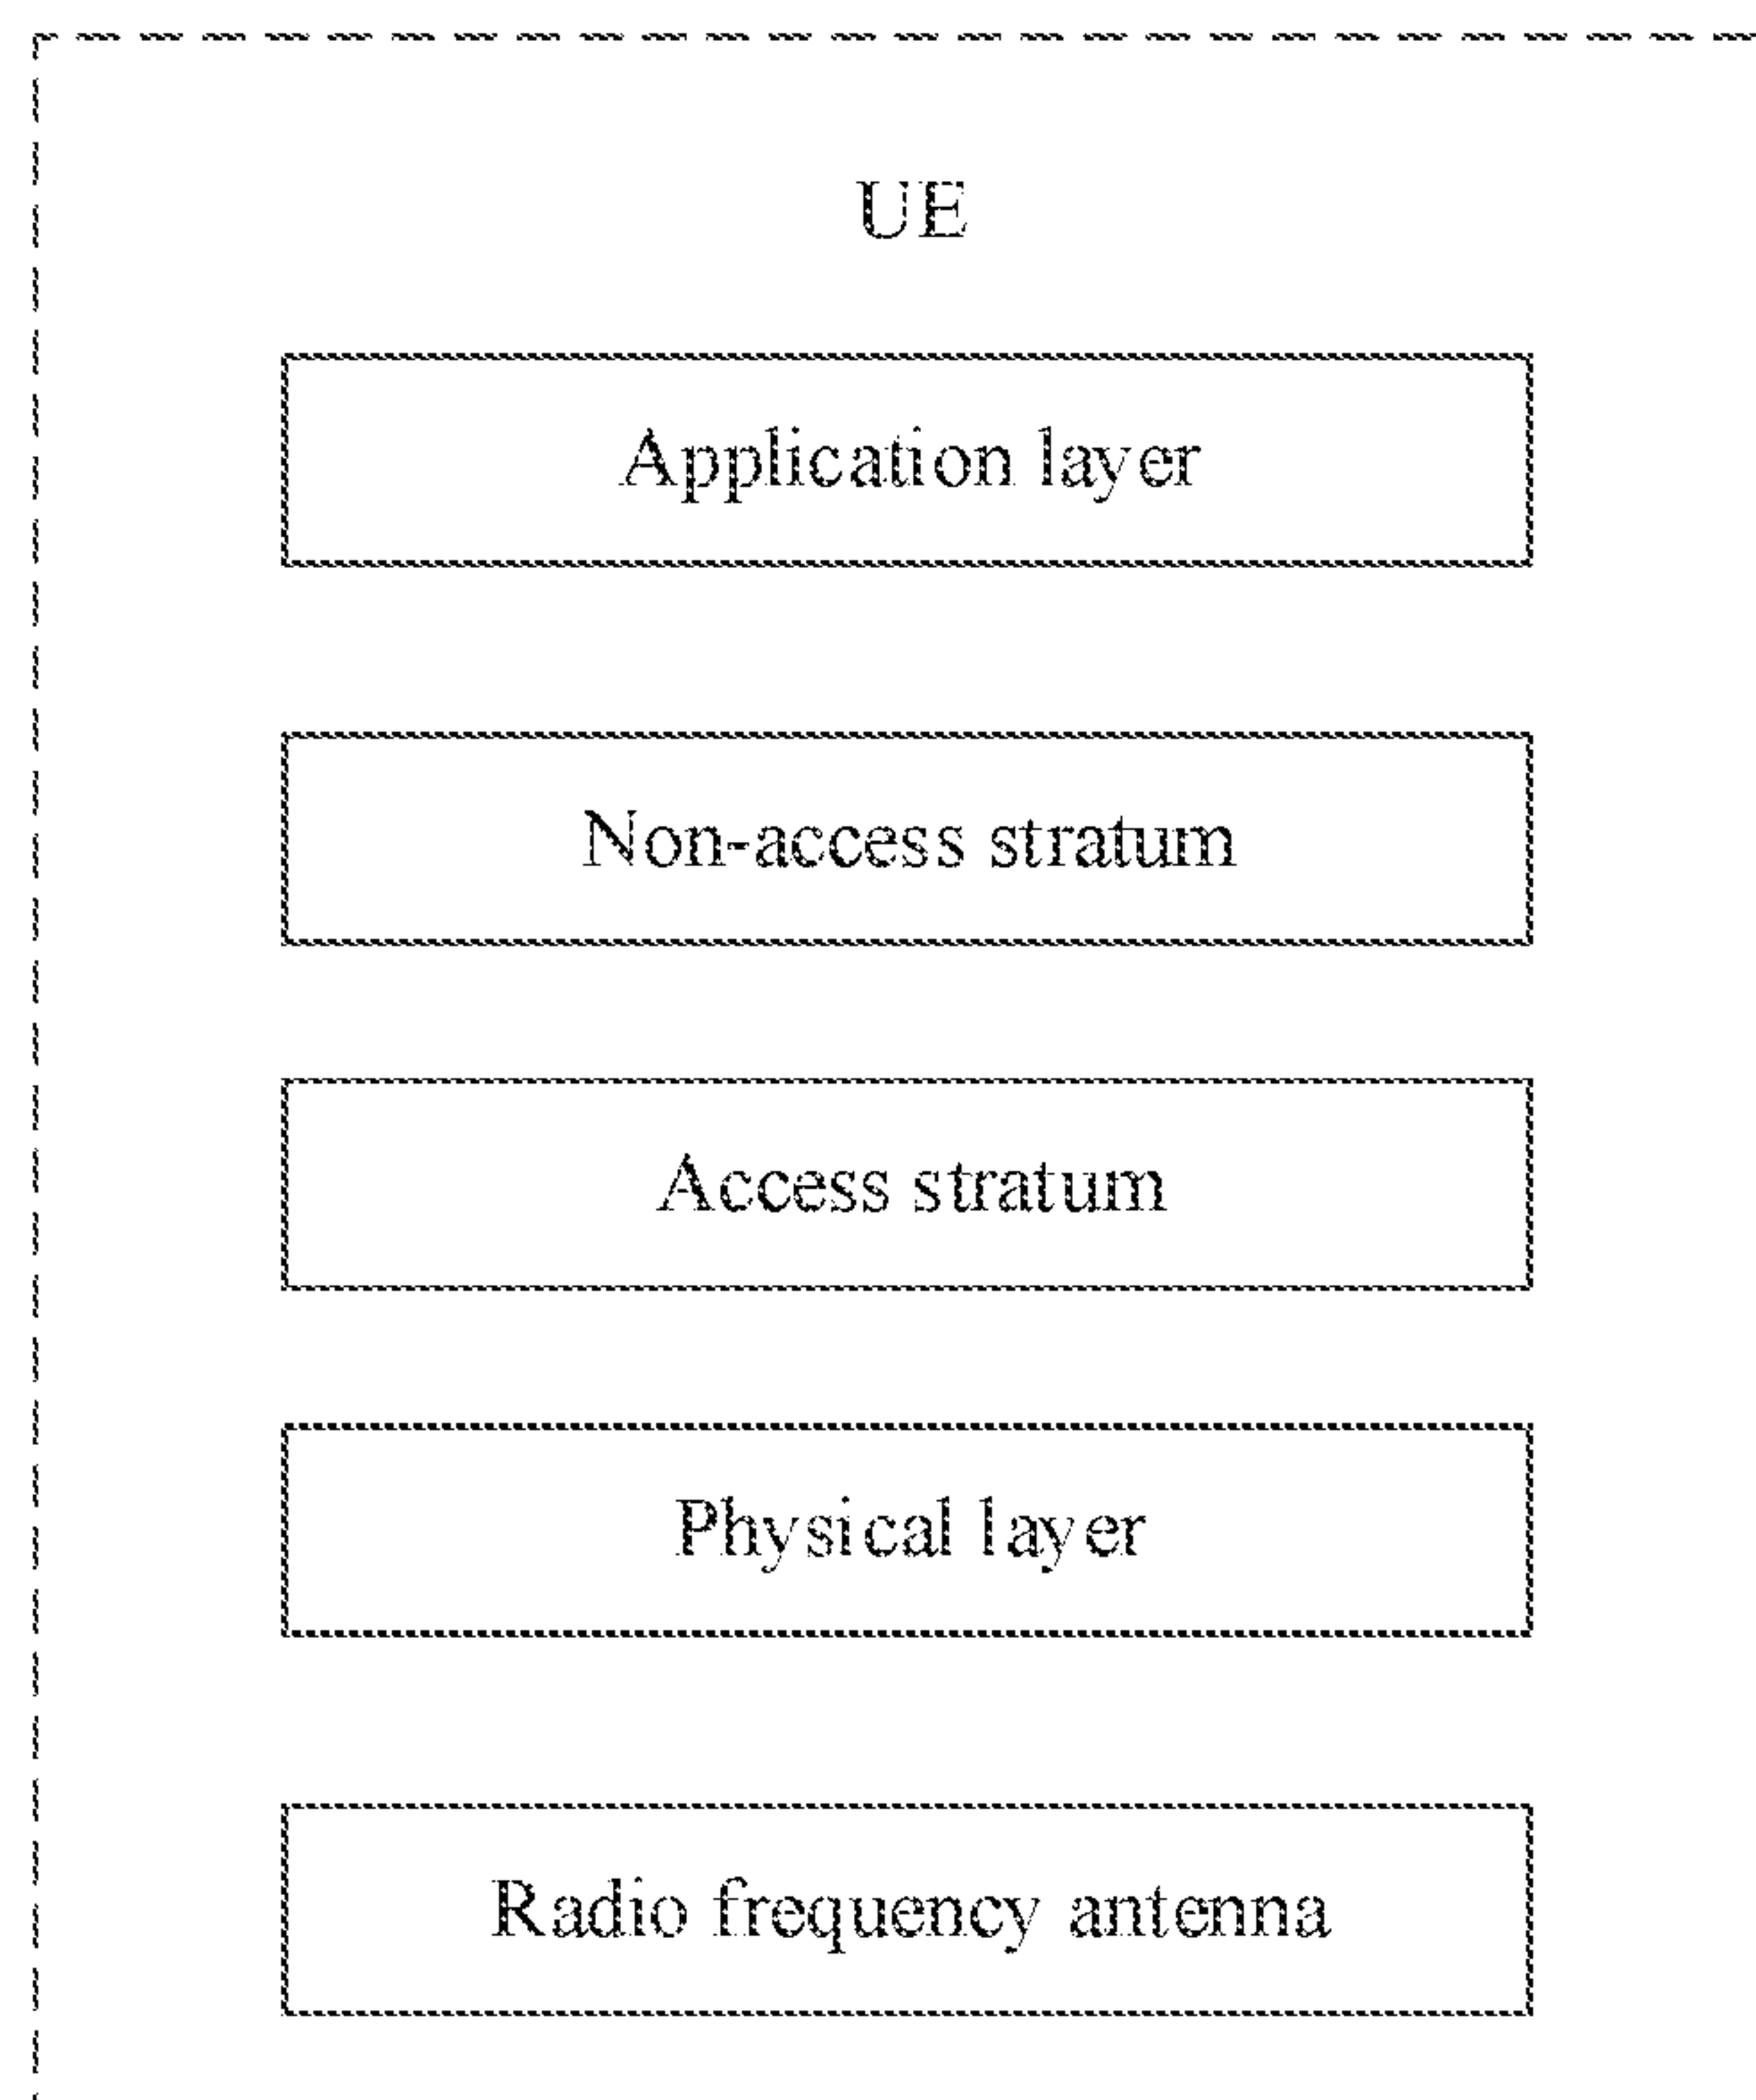 UE
Application layer
Non-access stratum
Access stratum
Physical layer
Radio frequency antenna